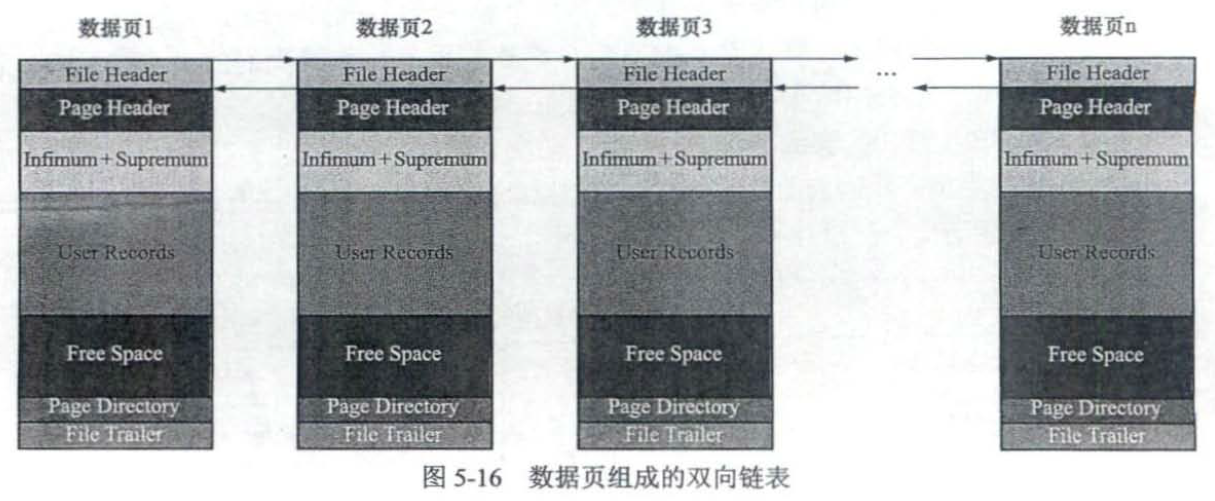 数据页1 数据页2 数据页3 数据页n
File Header File Header File Header ... File Header
Page Header Page Header Page Header Page Header
Infimum + Supremum Infimum + Supremum Infimum + Supremum Infimum + Supremum
User Records User Records User Records User Records
Free Space Free Space Free Space Free Space
Page Directory Page Directory Page Directory Page Directory
File Trailer File Trailer File Trailer File Trailer
图 5-16 数据页组成的双向链表